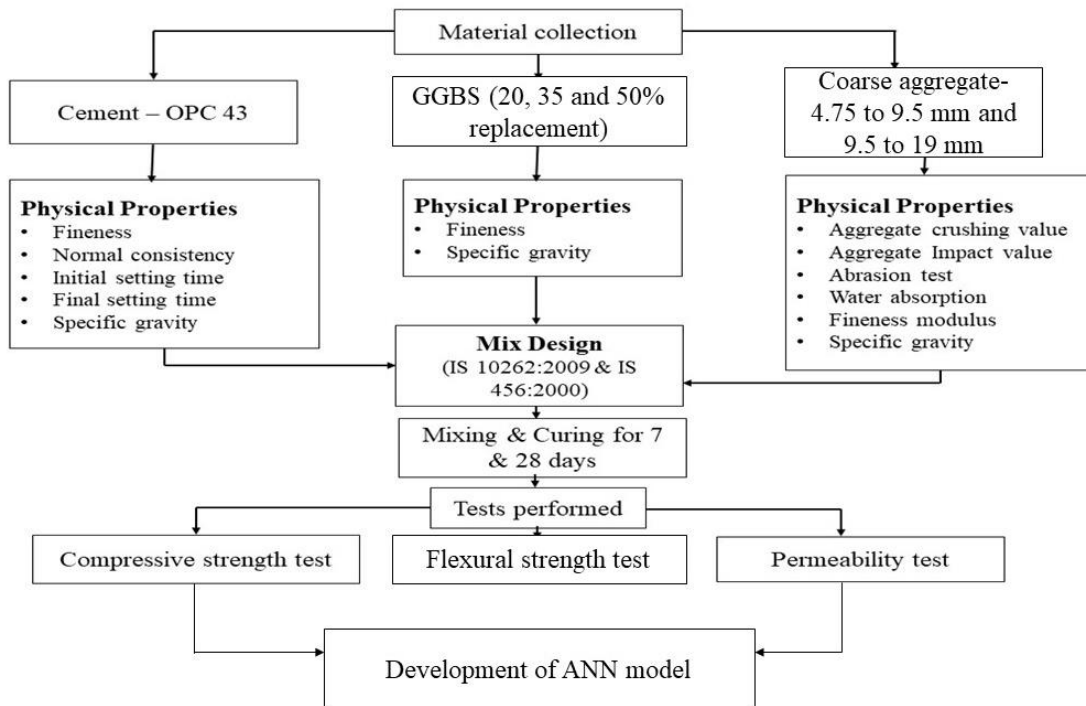 Material collection
Cement – OPC 43
GGBS (20, 35 and 50%
replacement)
Coarse aggregate-
4.75 to 9.5 mm and
9.5 to 19 mm
Physical Properties
• Fineness
• Normal consistency
• Initial setting time
• Final setting time
• Specific gravity
Physical Properties
• Fineness
• Specific gravity
Physical Properties
• Aggregate crushing value
• Aggregate Impact value
• Abrasion test
• Water absorption
• Fineness modulus
• Specific gravity
Mix Design
(IS 10262:2009 & IS
456:2000)
Mixing & Curing for 7
& 28 days
Tests performed
Compressive strength test
Flexural strength test
Permeability test
Development of ANN model